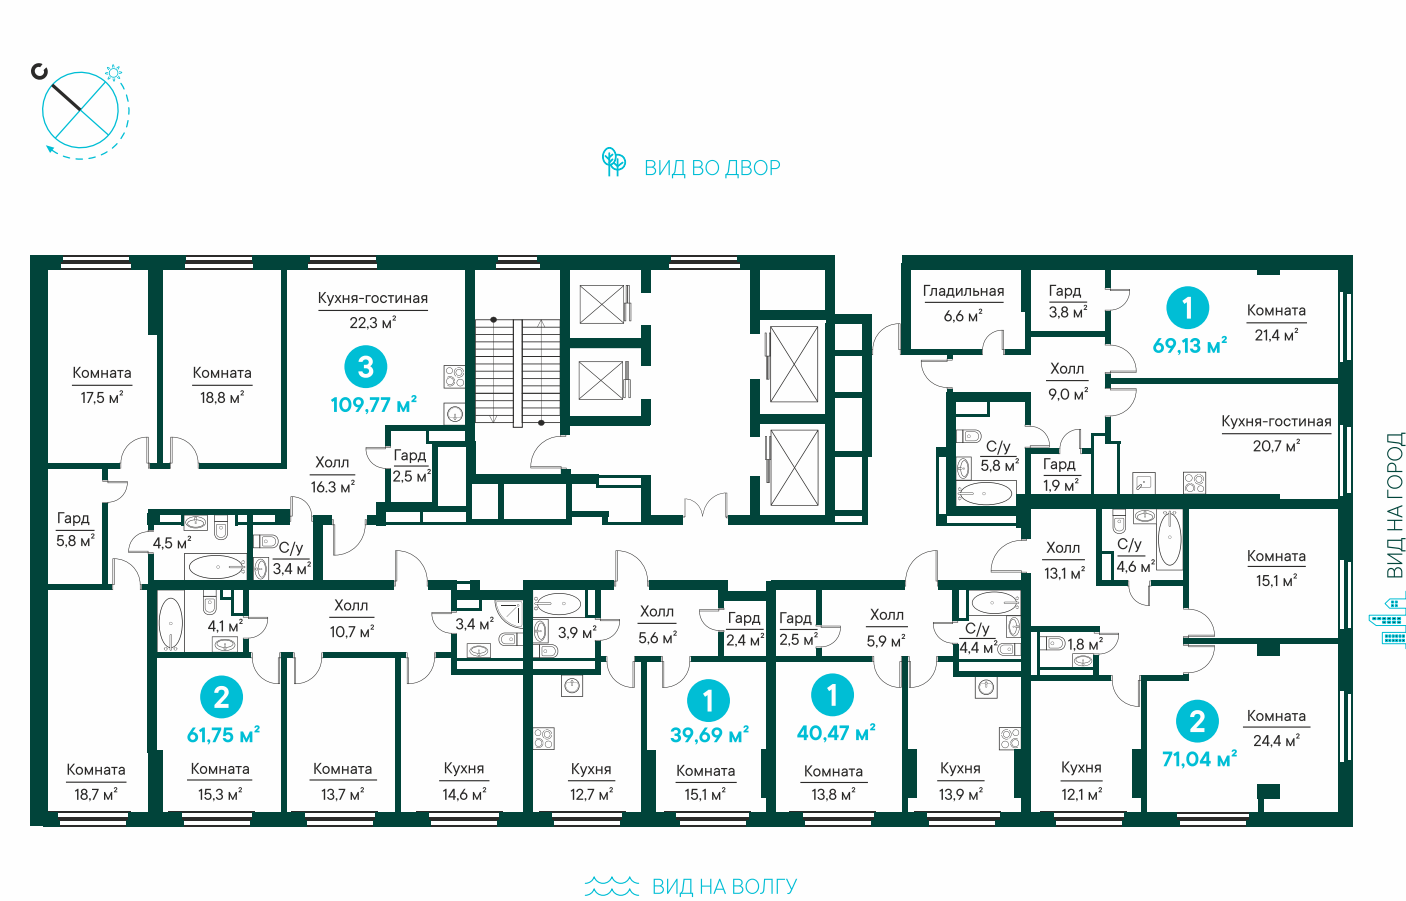 С
ВИД ВО ДВОР
Кухня-гостиная
22,3 м²
3
109,77 м²
Комната
17,5 м²
Комната
18,8 м²
Холл
16.3 м²
Гард
2,5 м²
Гард
5,8 м²
4,5 м²
С/у
3,4 м²
Гладильная
6,6 м²
Гард
3,8 м²
1
69,13 м²
Комната
21,4 м²
Холл
9,0 м²
Кухня-гостиная
20,7 м²
С/у
5,8 м²
Гард
1,9 м²
ВИД НА ГОРОД
Холл
13,1 м²
С/у
4,6 м²
Комната
15,1 м²
1,8 м²
4,1 м²
Холл
10,7 м²
3,4 м²
3,9 м²
Холл
5,6 м²
Гард
2,4 м²
Гард
2,5 м²
Холл
5,9 м²
С/у
4,4 м²
2
61,75 м²
1
39,69 м²
1
40,47 м²
2
71,04 м²
Комната
24,4 м²
Комната
18,7 м²
Комната
15,3 м²
Комната
13,7 м²
Кухня
14,6 м²
Кухня
12,7 м²
Комната
15,1 м²
Комната
13,8 м²
Кухня
13,9 м²
Кухня
12,1 м²
ВИД НА ВОЛГУ